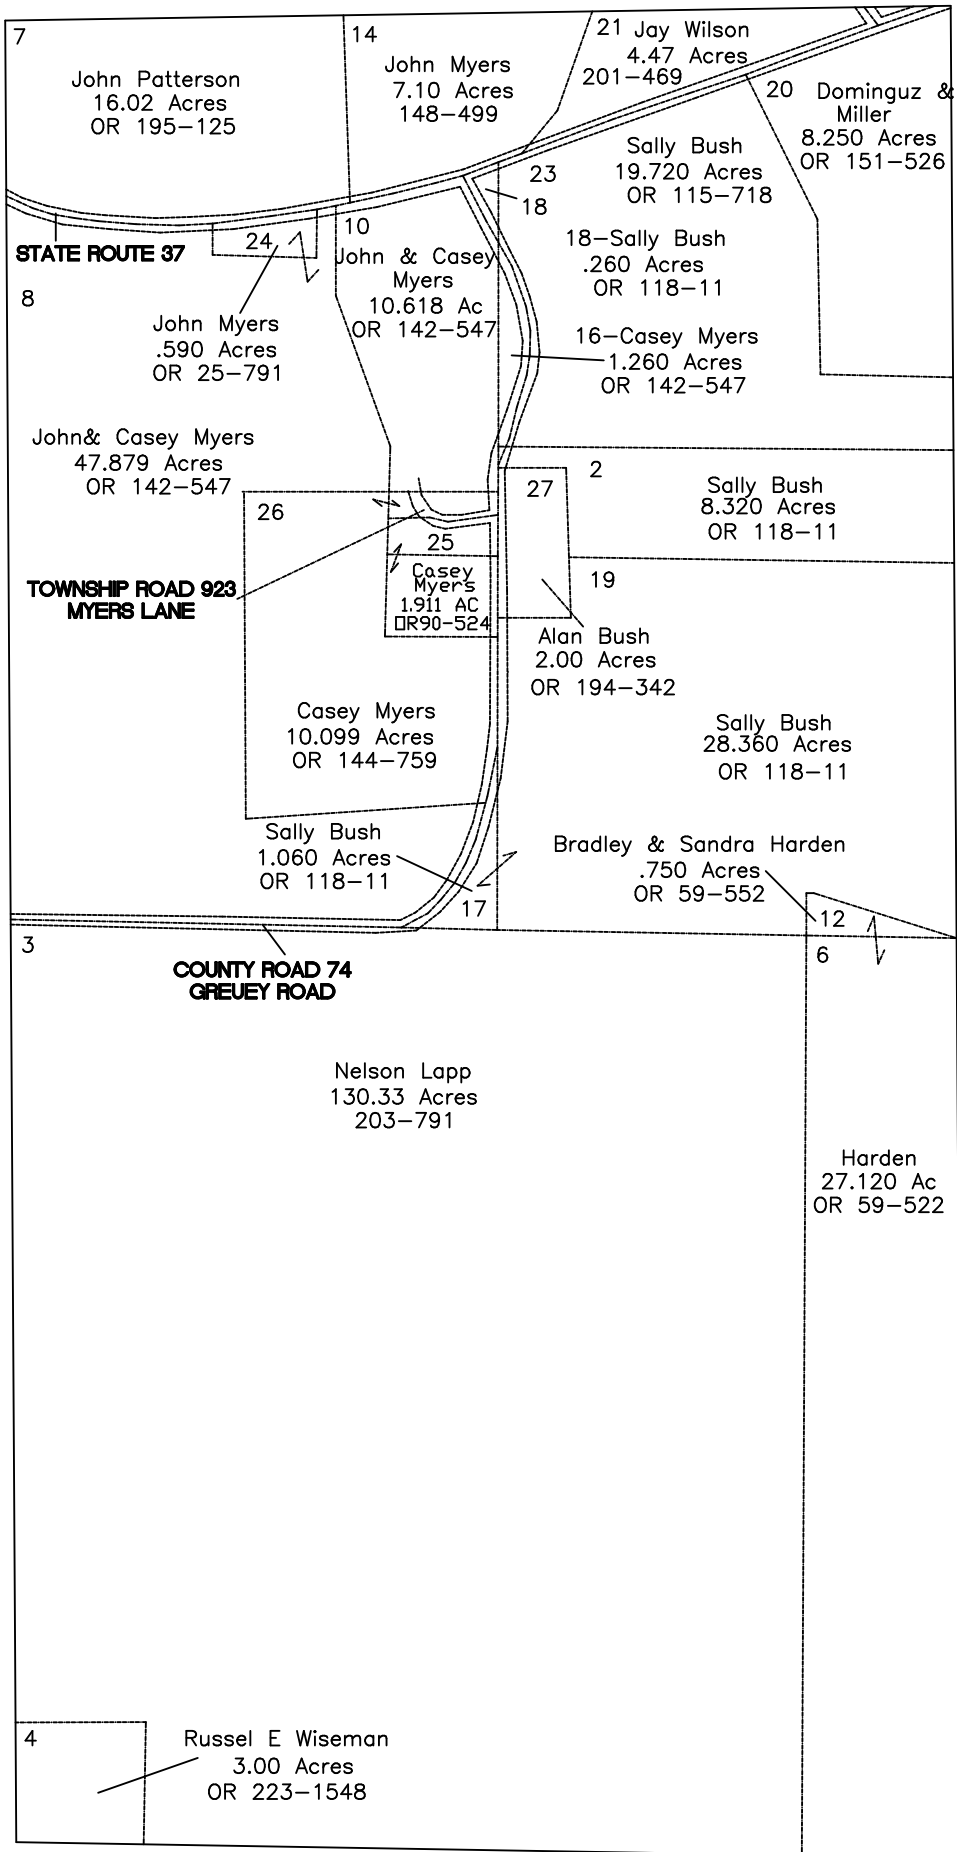 7
John Patterson
16.02 Acres
OR 195-125
14
John Myers
7.10 Acres
148-499
21 Jay Wilson
4.47 Acres
201-469
20 Dominguz &
Miller
8.250 Acres
OR 151-526
23
Sally Bush
19.720 Acres
OR 115-718
18
18-Sally Bush
.260 Acres
OR 118-11
STATE ROUTE 37
24
10
John & Casey
Myers
10.618 Ac
OR 142-547
8
John Myers
.590 Acres
OR 25-791
16-Casey Myers
1.260 Acres
OR 142-547
John& Casey Myers
47.879 Acres
OR 142-547
2
Sally Bush
8.320 Acres
OR 118-11
27
26
25
Casey
Myers
1.911 AC
OR90-524
TOWNSHIP ROAD 923
MYERS LANE
19
Alan Bush
2.00 Acres
OR 194-342
Casey Myers
10.099 Acres
OR 144-759
Sally Bush
28.360 Acres
OR 118-11
Sally Bush
1.060 Acres
OR 118-11
17
Bradley & Sandra Harden
.750 Acres
OR 59-552
12
3
6
COUNTY ROAD 74
GREUEY ROAD
Nelson Lapp
130.33 Acres
203-791
Harden
27.120 Ac
OR 59-522
4
Russel E Wiseman
3.00 Acres
OR 223-1548